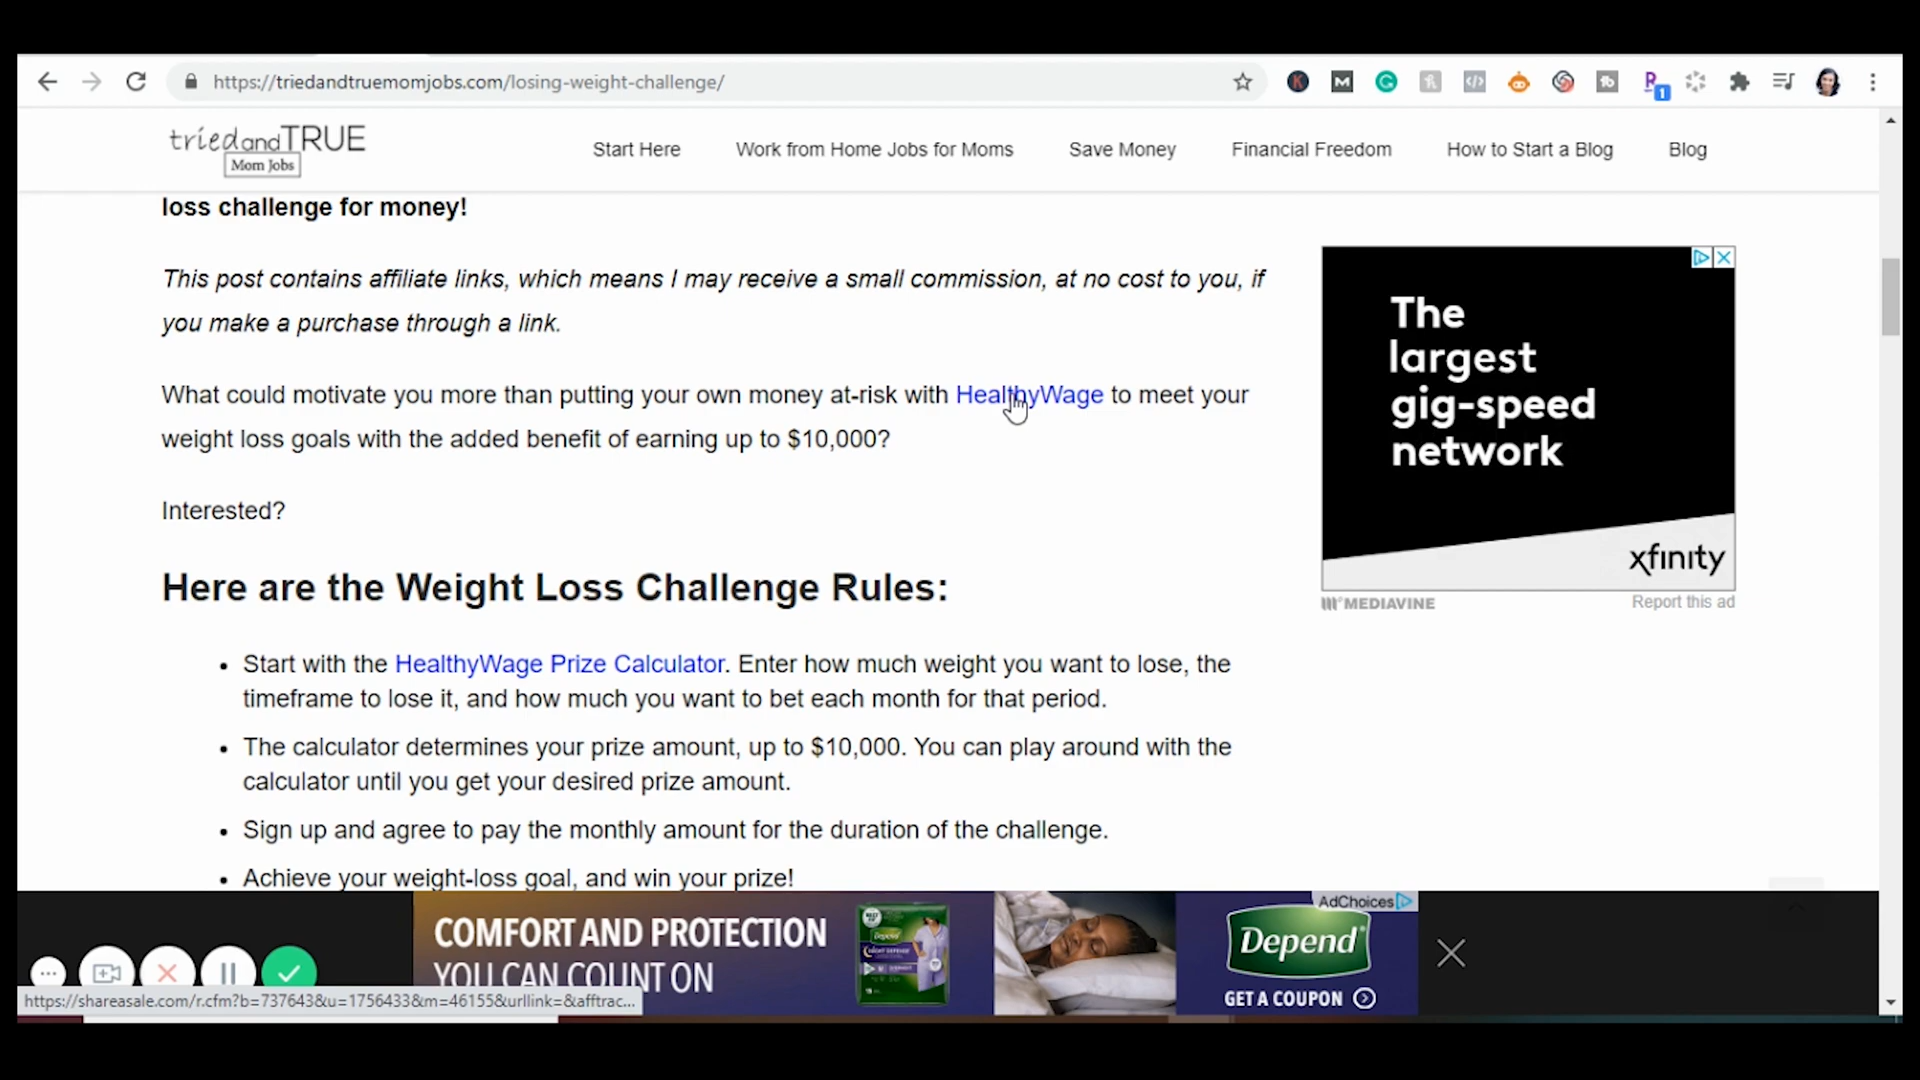 https://triedandtruemomjobs.com/losing-weight-challenge/
1
triedandTRUE
Mom Jobs
Start Here
Work from Home Jobs for Moms
Save Money
Financial Freedom
How to Start a Blog
Blog
loss challenge for money!
This post contains affiliate links, which means I may receive a small commission, at no cost to you, if
you make a purchase through a link.
What could motivate you more than putting your own money at-risk with HealthyWage to meet your
weight loss goals with the added benefit of earning up to $10,000?
Interested?
Here are the Weight Loss Challenge Rules:
• Start with the HealthyWage Prize Calculator. Enter how much weight you want to lose, the
timeframe to lose it, and how much you want to bet each month for that period.
• The calculator determines your prize amount, up to $10,000. You can play around with the
calculator until you get your desired prize amount.
• Sign up and agree to pay the monthly amount for the duration of the challenge.
• Achieve your weight-loss goal, and win your prize!
The
largest
gig-speed
network
xfinity
MEDIAVINE
Report this ad
COMFORT AND PROTECTION
YOU CAN COUNT ON
Depend
AdChoices
Depend
GET A COUPON
https://shareasale.com/r.cfm?b=737643&u=1756433&m=46155&urllink=&afftrac...